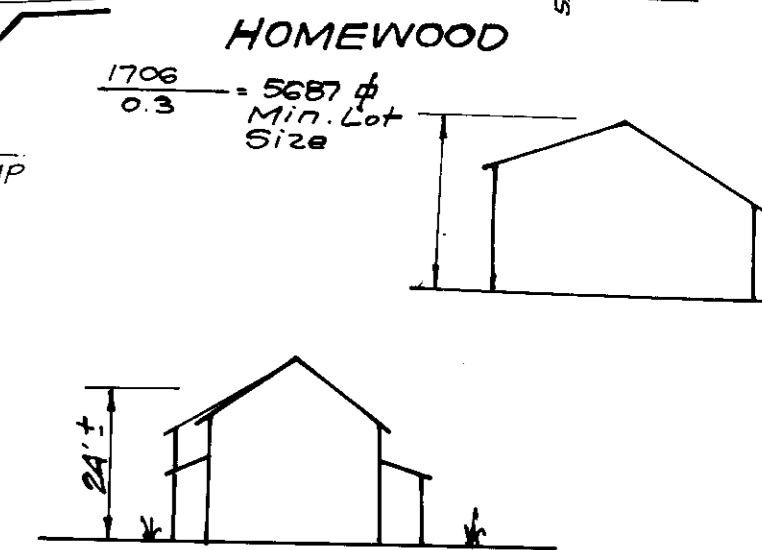 HOMEWOOD
1706
0.3
= 5687 ⏀
Min. Lot
Size
24' ±